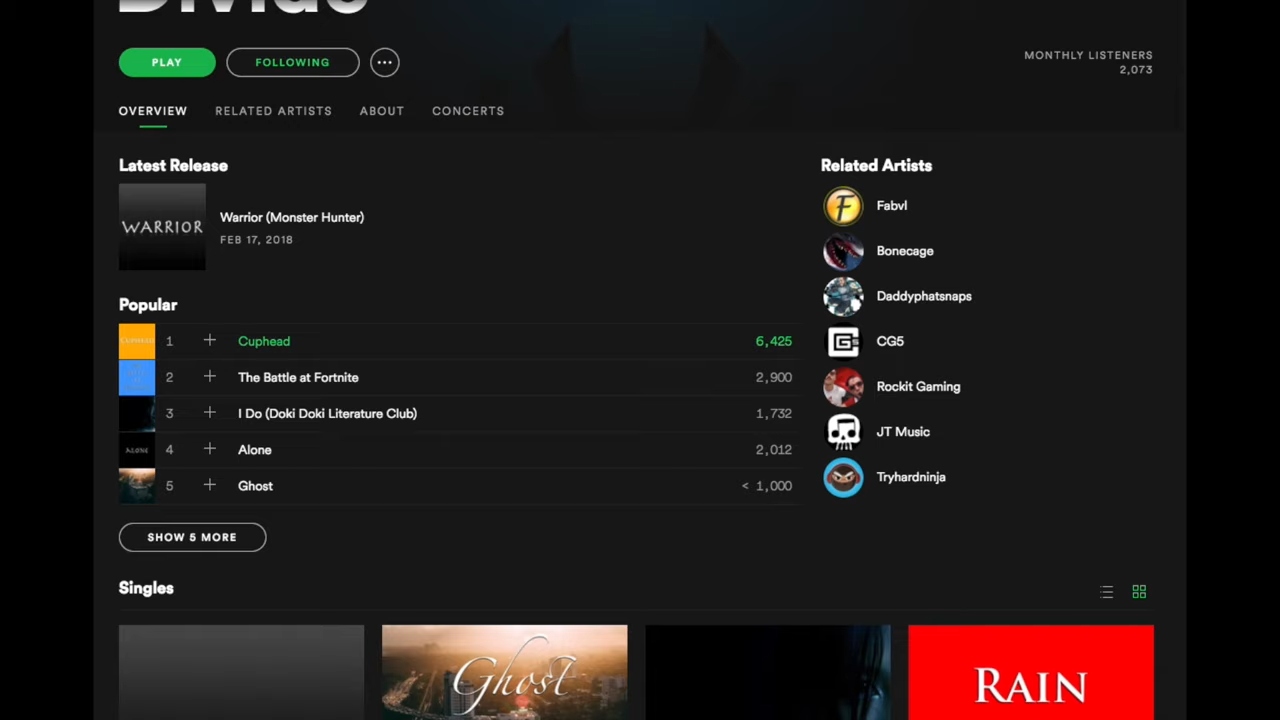 Divide
PLAY
FOLLOWING
MONTHLY LISTENERS
2,073
OVERVIEW
RELATED ARTISTS
ABOUT
CONCERTS
Latest Release
WARRIOR
Warrior (Monster Hunter)
FEB 17, 2018
Popular
CUPHEAD
1 + Cuphead 6,425
2 + The Battle at Fortnite 2,900
3 + I Do (Doki Doki Literature Club) 1,732
ALONE
4 + Alone 2,012
5 + Ghost < 1,000
SHOW 5 MORE
Related Artists
F
Fabvl
Bonecage
Daddyphatsnaps
CG5
Rockit Gaming
JT Music
Tryhardninja
Singles
Ghost
RAIN